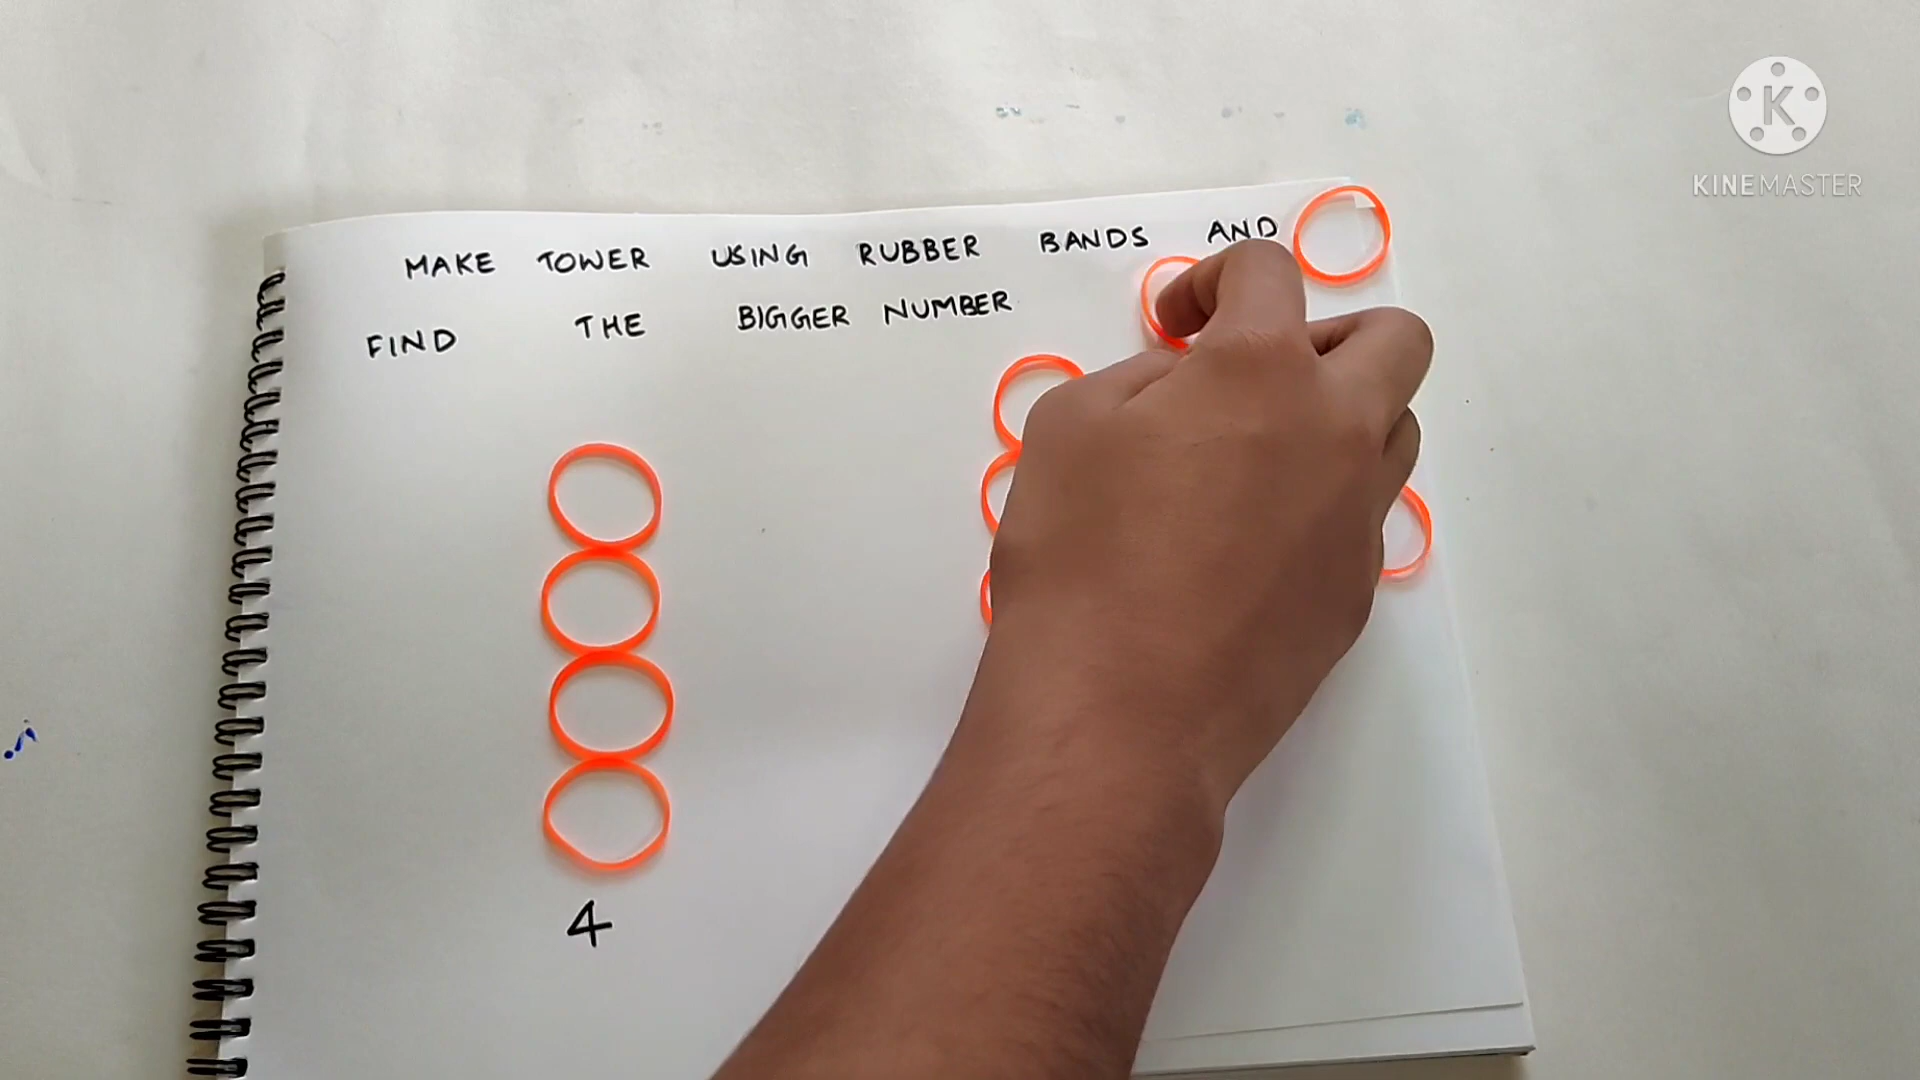 MAKE TOWER USING RUBBER BANDS AND
FIND THE BIGGER NUMBER
4
KINEMASTER